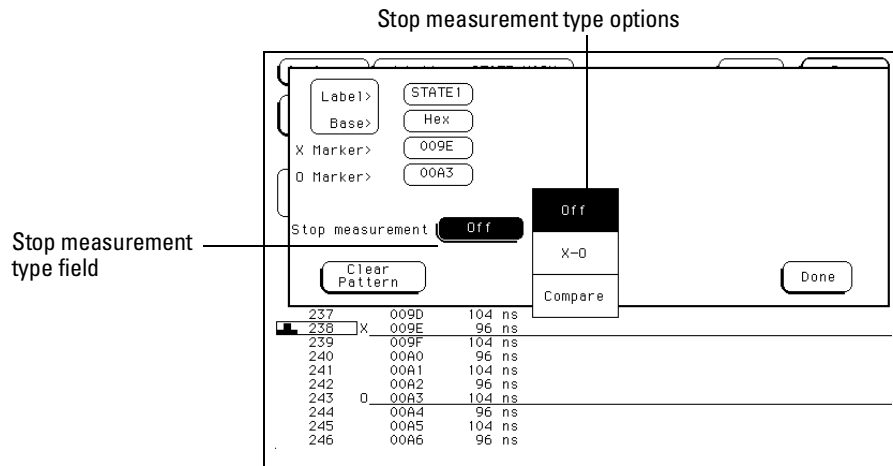 Stop measurement type options
Label>
STATE1
Base>
Hex
X Marker>
009E
O Marker>
00A3
Stop measurement
Off
Off
X-O
Compare
Stop measurement
type field
Clear
Pattern
Done
237 009D 104 ns
238 X 009E 96 ns
239 009F 104 ns
240 00A0 96 ns
241 00A1 104 ns
242 00A2 96 ns
243 O 00A3 104 ns
244 00A4 96 ns
245 00A5 104 ns
246 00A6 96 ns